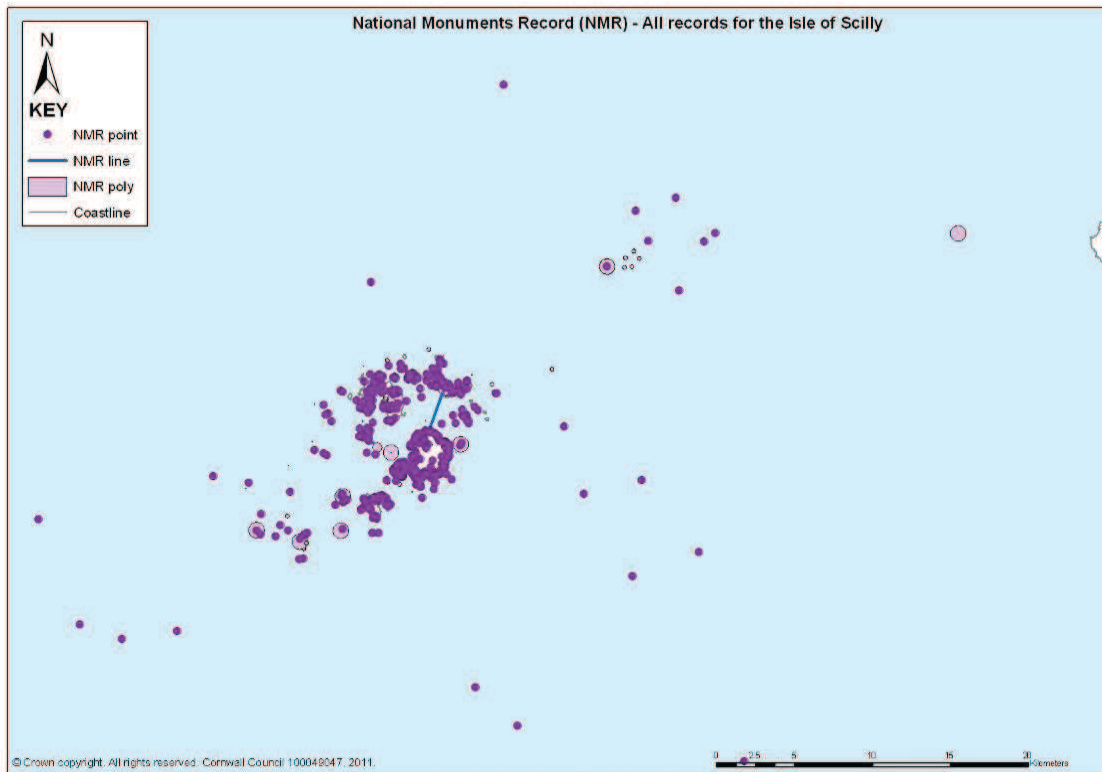 National Monuments Record (NMR) - All records for the Isle of Scilly
N
KEY
NMR point
NMR line
NMR poly
Coastline
© Crown copyright. All rights reserved. Cornwall Council 100049047, 2011.
0 2.5 5 10 15 20
Kilometers